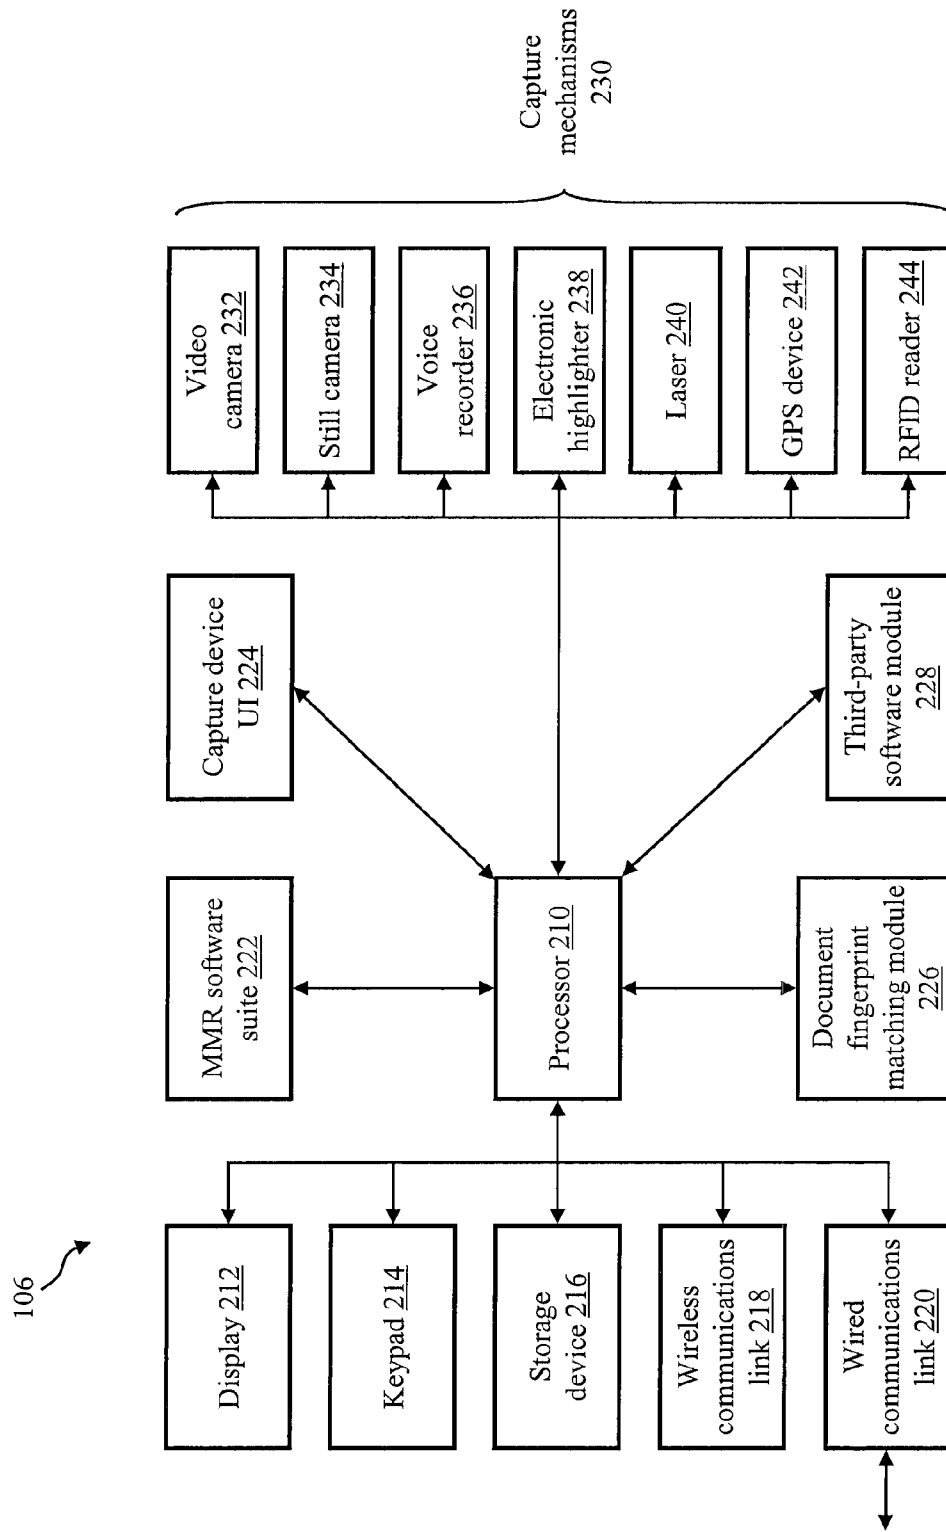 106
Display 212
Keypad 214
Storage
device 216
Wireless
communications
link 218
Wired
communications
link 220
MMR software
suite 222
Processor 210
Document
fingerprint
matching module
226
Capture device
UI 224
Third-party
software module
228
Video
camera 232
Still camera 234
Voice
recorder 236
Electronic
highlighter 238
Laser 240
GPS device 242
RFID reader 244
Capture
mechanisms
230